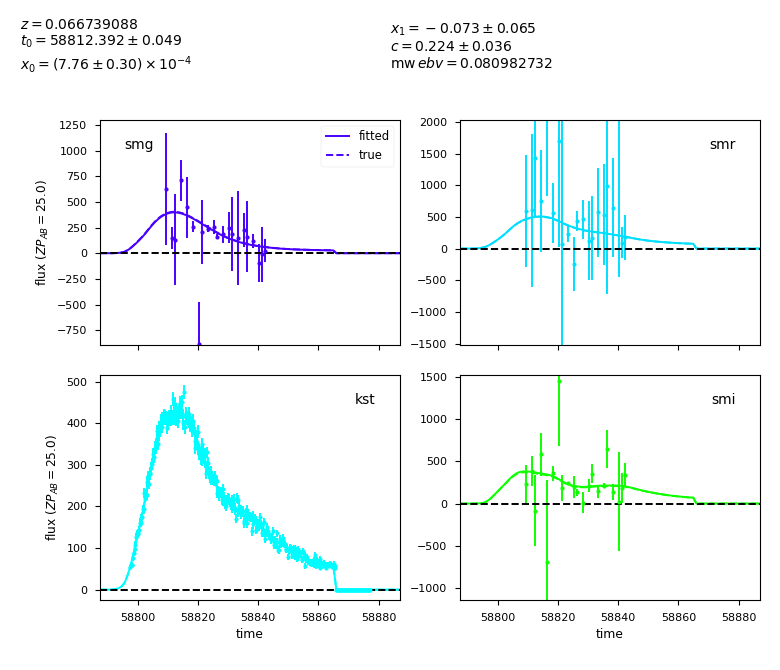 z = 0.066739088
t₀ = 58812.392 ± 0.049
x₀ = (7.76 ± 0.30) × 10⁻⁴
x₁ = −0.073 ± 0.065
c = 0.224 ± 0.036
mw ebv = 0.080982732
flux (ZP_AB = 25.0)
1250
1000
750
500
250
0
−250
−500
−750
smg
fitted
true
2000
1500
1000
500
0
−500
−1000
−1500
smr
flux (ZP_AB = 25.0)
500
400
300
200
100
0
kst
58800 58820 58840 58860 58880
time
1500
1000
500
0
−500
−1000
smi
58800 58820 58840 58860 58880
time